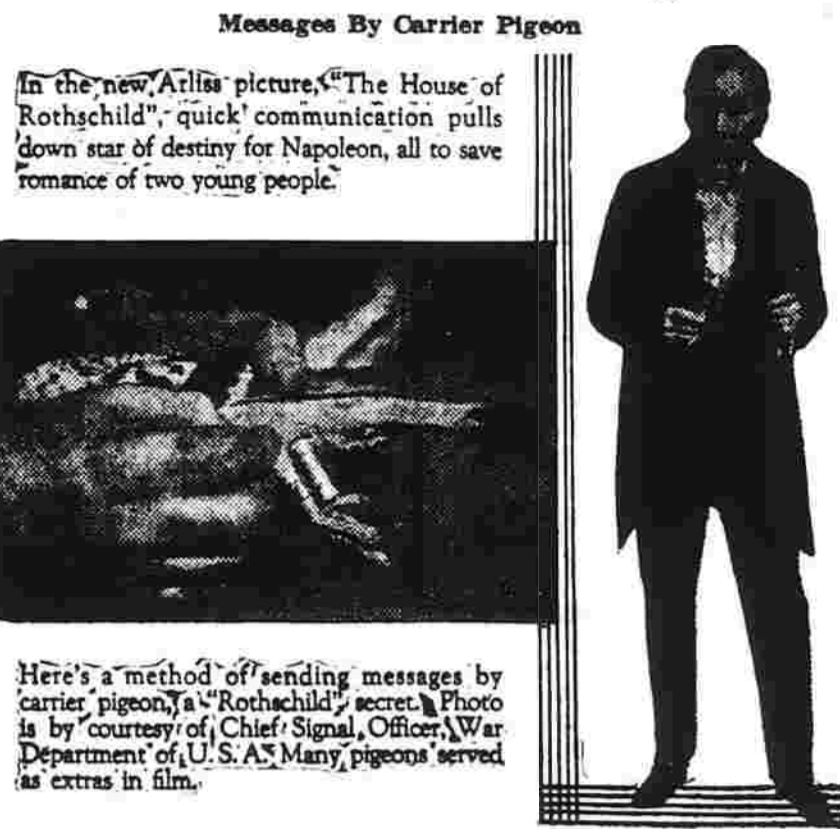 Messages By Carrier Pigeon
In the new Arliss picture, "The House of
Rothschild", quick communication pulls
down star of destiny for Napoleon, all to save
romance of two young people.
Here's a method of sending messages by
carrier pigeon, a "Rothschild" secret. Photo
is by courtesy of Chief Signal Officer, War
Department of U. S. A. Many pigeons served
as extras in film.